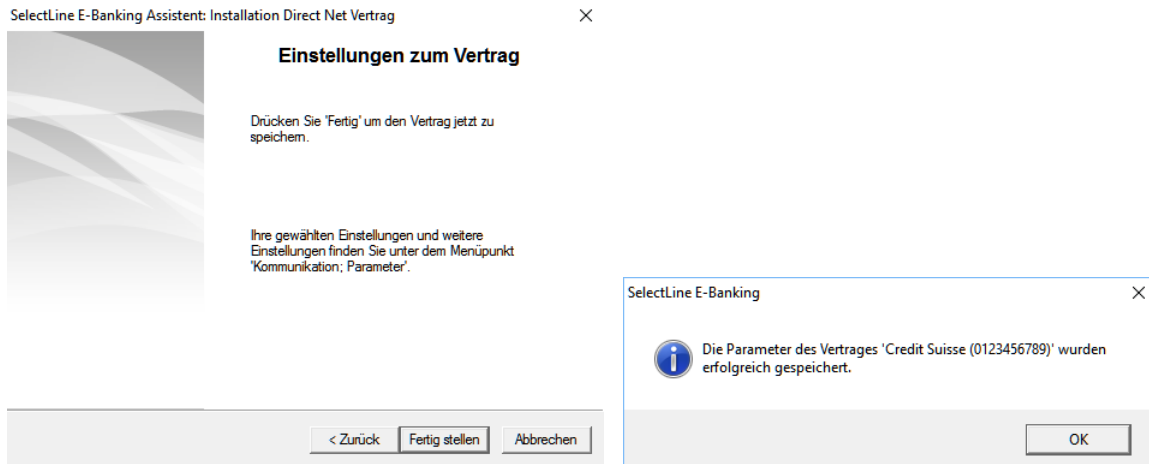 SelectLine E-Banking Assistent: Installation Direct Net Vertrag
Einstellungen zum Vertrag
Drücken Sie 'Fertig' um den Vertrag jetzt zu
speichern.
Ihre gewählten Einstellungen und weitere
Einstellungen finden Sie unter dem Menüpunkt
'Kommunikation; Parameter'.
< Zurück
Fertig stellen
Abbrechen
SelectLine E-Banking
Die Parameter des Vertrages 'Credit Suisse (0123456789)' wurden
erfolgreich gespeichert.
OK